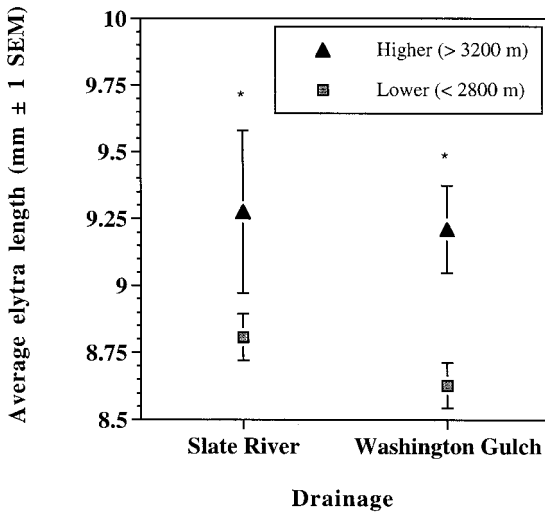 Average elytra length (mm ± 1 SEM)
10
9.75
9.5
9.25
9
8.75
8.5
Higher (> 3200 m)
Lower (< 2800 m)
*
*
Slate River
Washington Gulch
Drainage